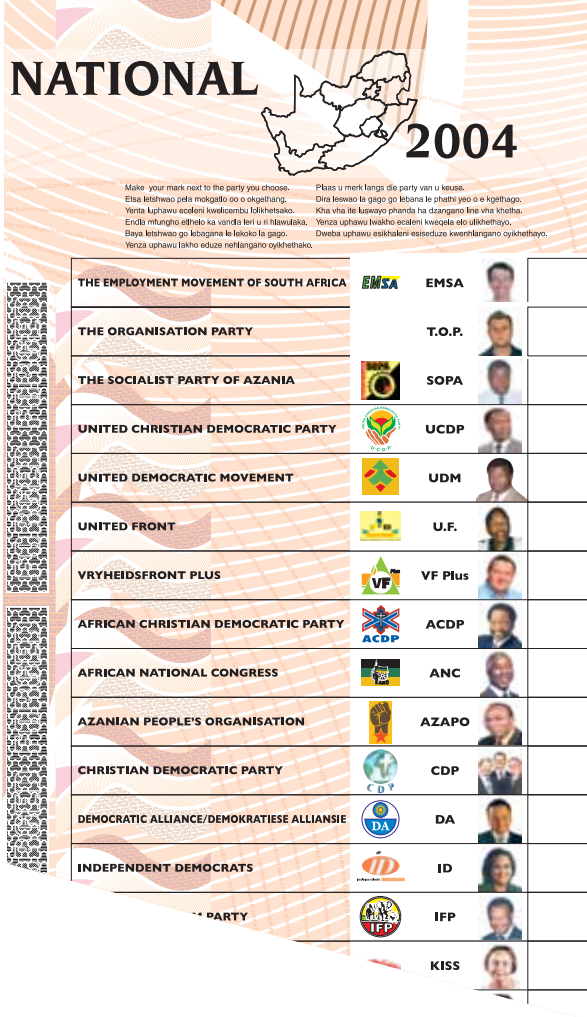 NATIONAL
2004
Make your mark next to the party you choose.
Etsa letshwao pela mokgatlo oo o okgethang.
Yenta luphawu eceleni kwelicembu lolikhetsako.
Endla mfungho etlhelo ka vandla leri u ri hlawulaka.
Baya letshwao go lebagana le lekoko la gago.
Yenza uphawu lakho eduze nehlangano oyikhethako.
Plaas u merk langs die party van u keuse.
Dira leswao la gago go lebana le phathi yeo o e kgethago.
Kha vha ite luswayo phanda ha dzangano line vha khetha.
Yenza uphawu lwakho ecaleni kweqela elo ulikhethayo.
Dweba uphawu esikhaleni esiseduze kwenhlangano oyikhethayo.
THE EMPLOYMENT MOVEMENT OF SOUTH AFRICA EMSA EMSA
THE ORGANISATION PARTY T.O.P.
THE SOCIALIST PARTY OF AZANIA SOPA SOPA
UNITED CHRISTIAN DEMOCRATIC PARTY UCDP
UNITED DEMOCRATIC MOVEMENT UDM
UNITED FRONT U.F.
VRYHEIDSFRONT PLUS VF Plus VF Plus
AFRICAN CHRISTIAN DEMOCRATIC PARTY ACDP ACDP
AFRICAN NATIONAL CONGRESS ANC ANC
AZANIAN PEOPLE'S ORGANISATION AZAPO
CHRISTIAN DEMOCRATIC PARTY CDP CDP
DEMOCRATIC ALLIANCE/DEMOKRATIESE ALLIANSIE DA DA
INDEPENDENT DEMOCRATS ID ID
PARTY IFP IFP
KISS